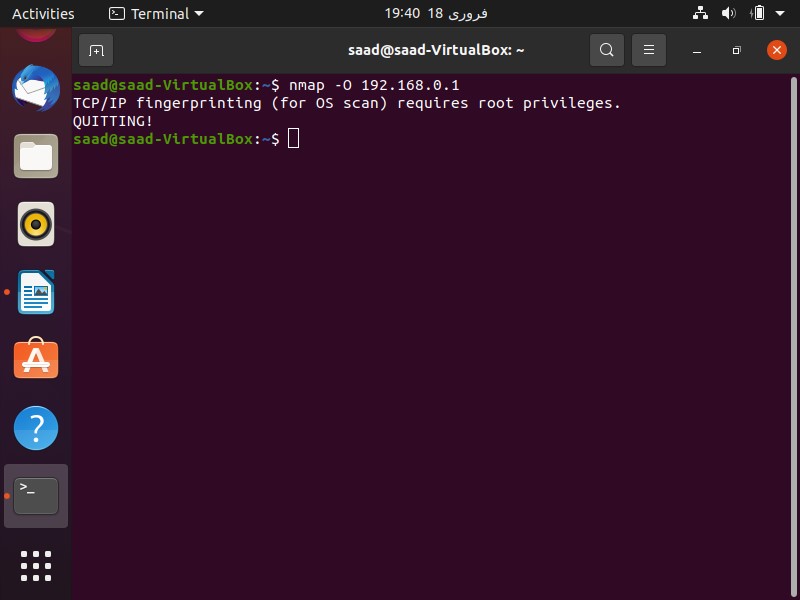 Activities Terminal 19:40 18 فروری
saad@saad-VirtualBox: ~
saad@saad-VirtualBox:~$ nmap -O 192.168.0.1
TCP/IP fingerprinting (for OS scan) requires root privileges.
QUITTING!
saad@saad-VirtualBox:~$